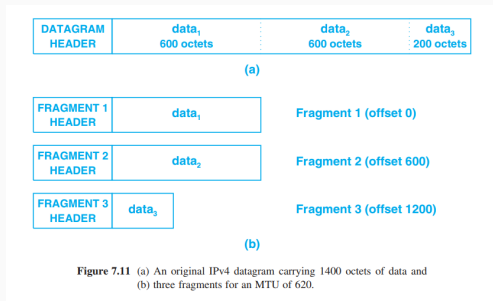 DATAGRAM HEADER
data₁
600 octets
data₂
600 octets
data₃
200 octets
(a)
FRAGMENT 1 HEADER
data₁
Fragment 1 (offset 0)
FRAGMENT 2 HEADER
data₂
Fragment 2 (offset 600)
FRAGMENT 3 HEADER
data₃
Fragment 3 (offset 1200)
(b)
Figure 7.11 (a) An original IPv4 datagram carrying 1400 octets of data and
(b) three fragments for an MTU of 620.